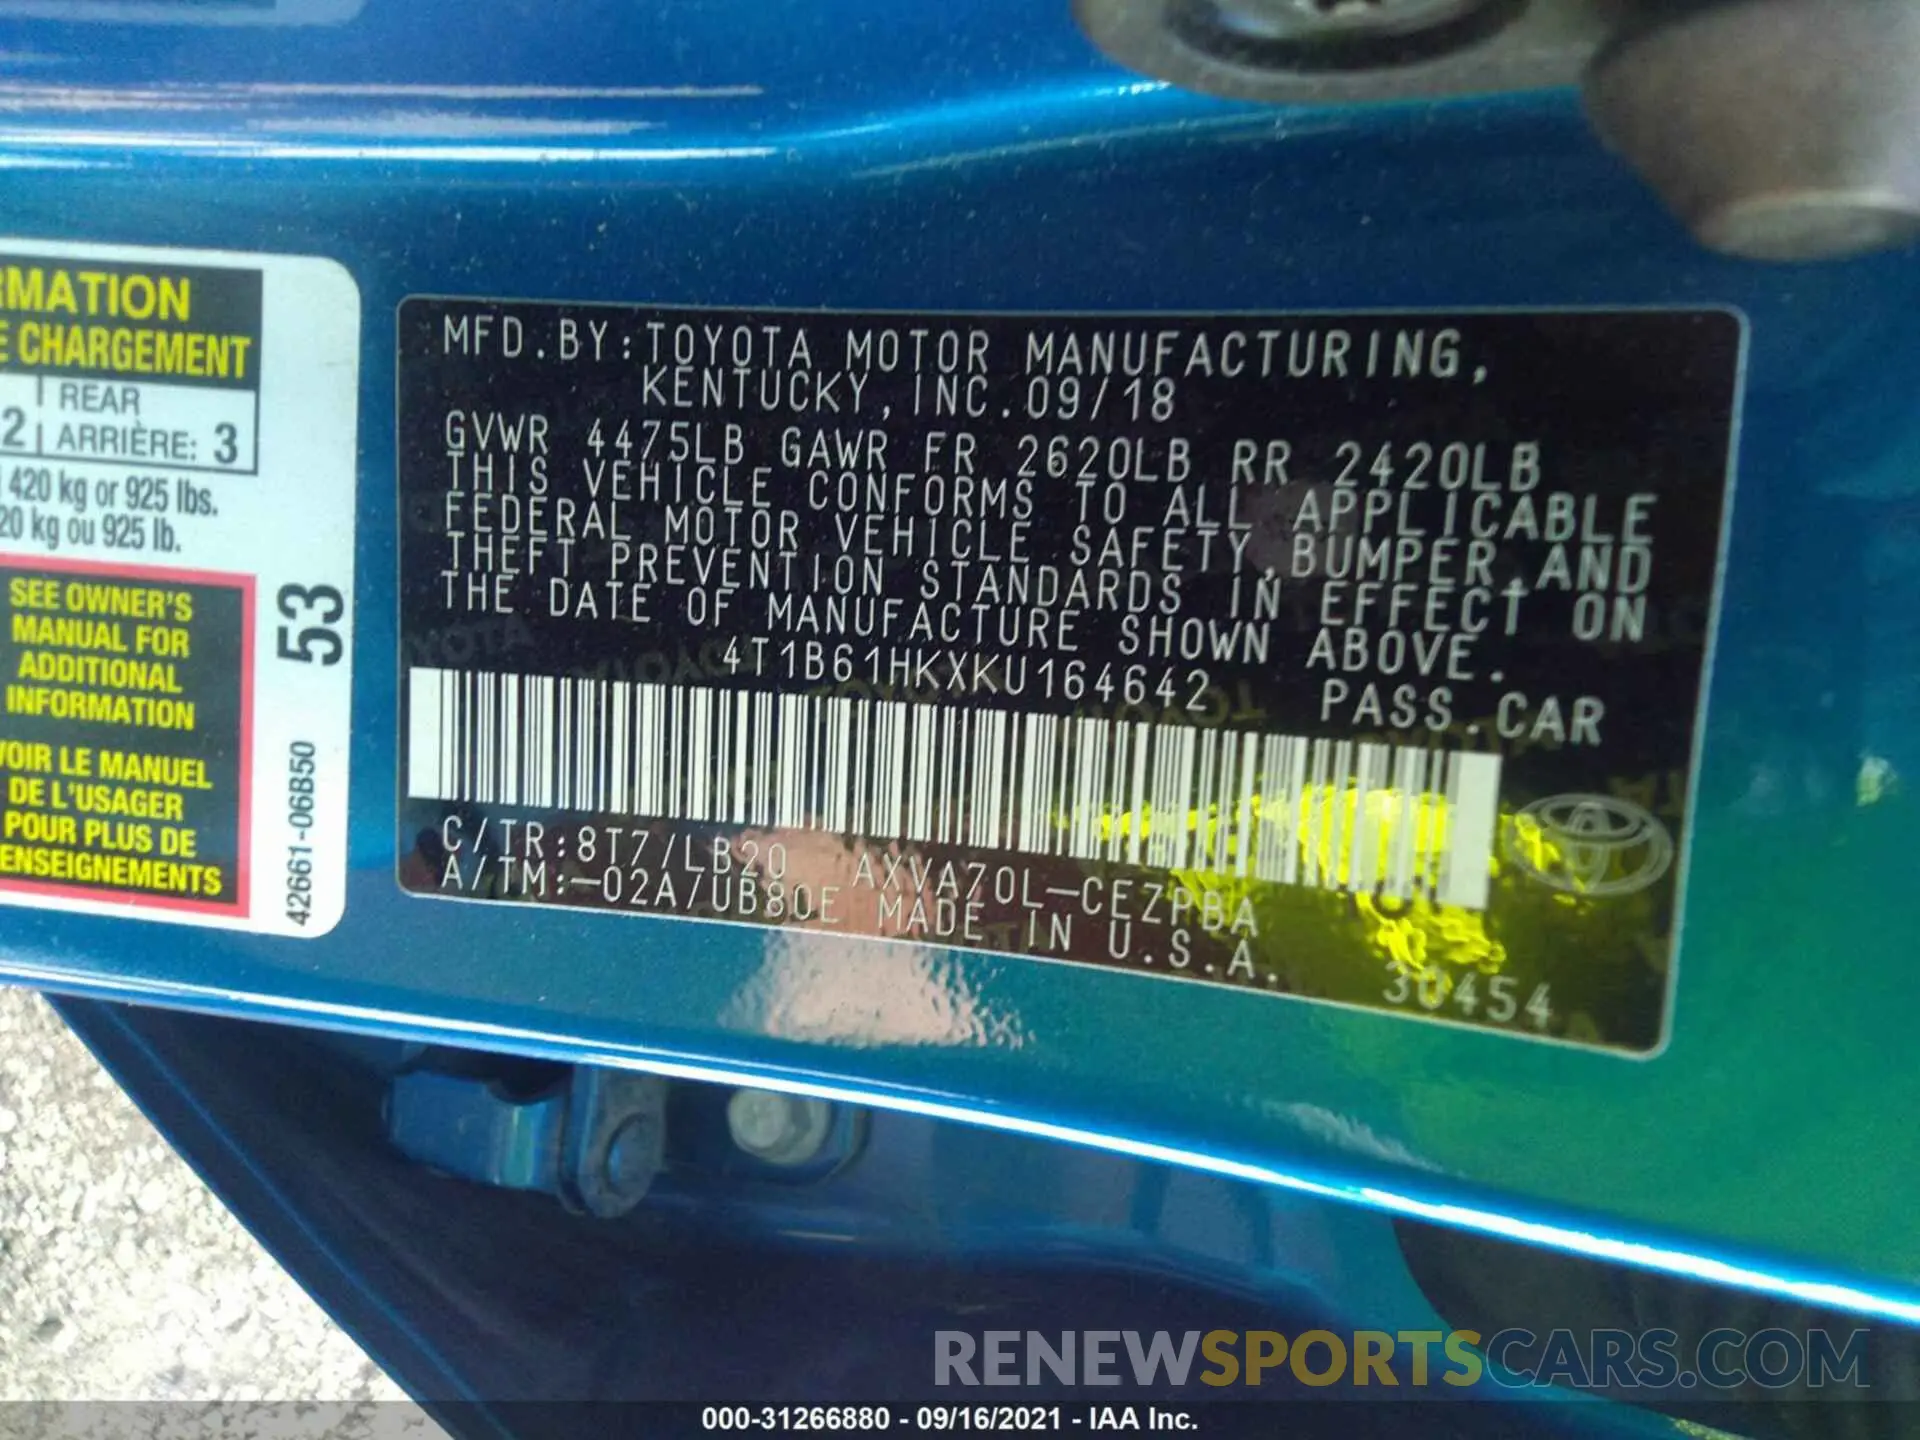 RMATION
E CHARGEMENT
2 REAR
ARRIÈRE: 3
420 kg or 925 lbs.
20 kg ou 925 lb.
SEE OWNER'S
MANUAL FOR
ADDITIONAL
INFORMATION
VOIR LE MANUEL
DE L'USAGER
POUR PLUS DE
ENSEIGNEMENTS
53
42661-06B50
MFD.BY:TOYOTA MOTOR MANUFACTURING,
KENTUCKY,INC.09/18
GVWR 4475LB GAWR FR 2620LB RR 2420LB
THIS VEHICLE CONFORMS TO ALL APPLICABLE
FEDERAL MOTOR VEHICLE SAFETY,BUMPER,AND
THEFT PREVENTION STANDARDS IN EFFECT ON
THE DATE OF MANUFACTURE SHOWN ABOVE.
4T1B61HKXKU164642 PASS.CAR
C/TR:8T7/LB20 AXVA70L-CEZPBA
A/TM:-02A/UB80E MADE IN U.S.A.
30454
RENEWSPORTSCARS.COM
000-31266880 - 09/16/2021 - IAA Inc.